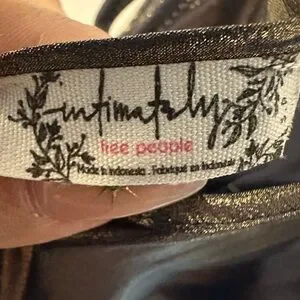 intimately
free people
Made in Indonesia . Fabriqué en Indonésie